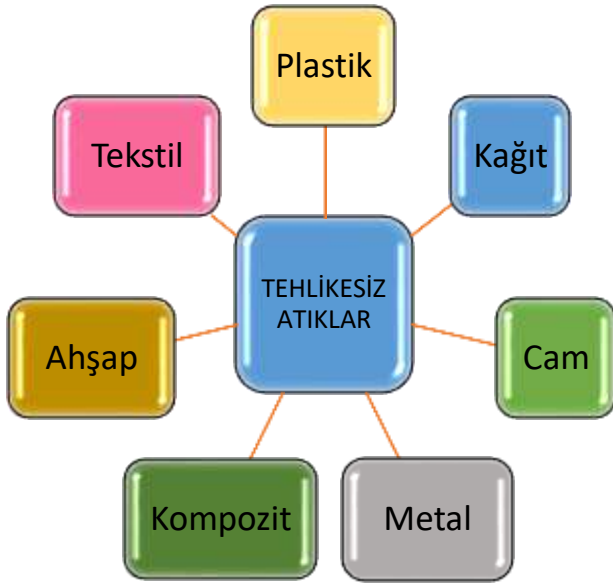 Plastik
Tekstil
Kağıt
TEHLİKESİZ
ATIKLAR
Ahşap
Cam
Kompozit
Metal